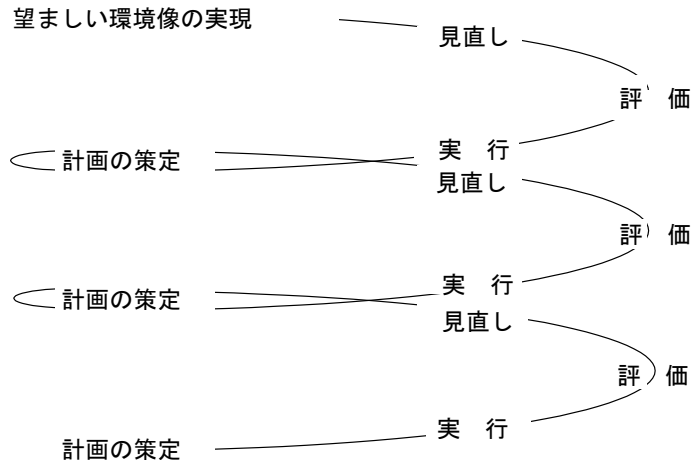 望ましい環境像の実現
見直し
評　価
実　行
計画の策定
見直し
評　価
実　行
計画の策定
見直し
評　価
実　行
計画の策定